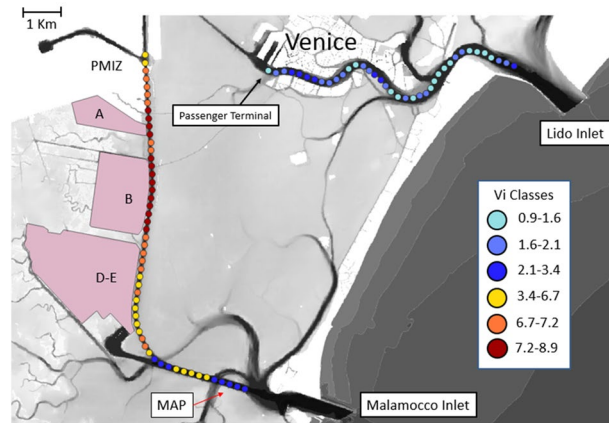 1 Km
Venice
PMIZ
Passenger Terminal
A
Lido Inlet
B
Vi Classes
0.9-1.6
1.6-2.1
2.1-3.4
3.4-6.7
6.7-7.2
7.2-8.9
D-E
MAP
Malamocco Inlet